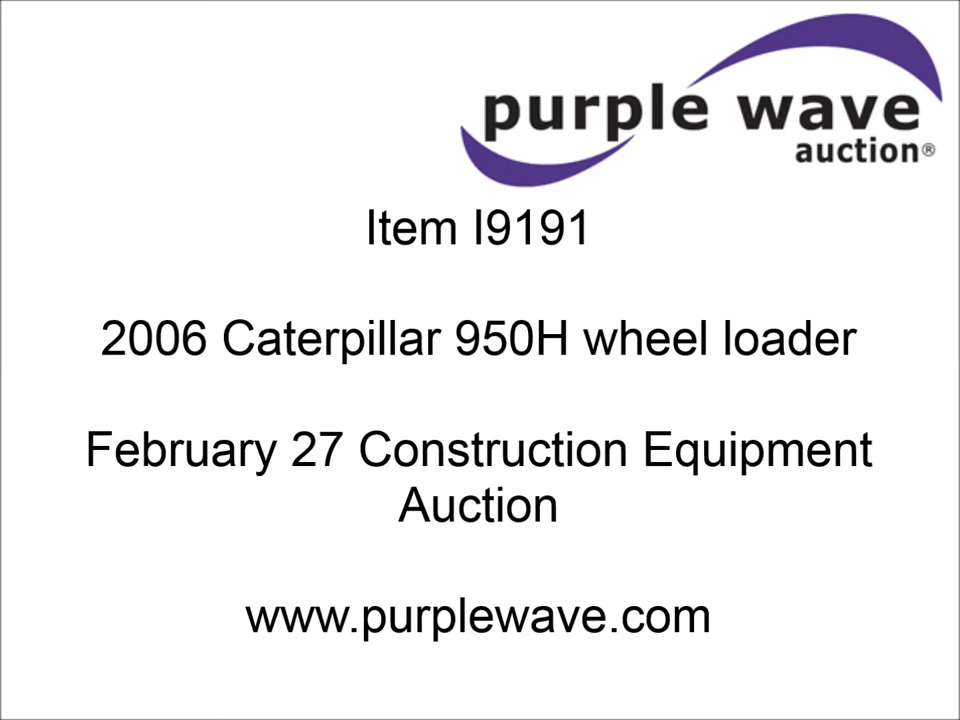 purple wave
auction®
Item I9191
2006 Caterpillar 950H wheel loader
February 27 Construction Equipment
Auction
www.purplewave.com